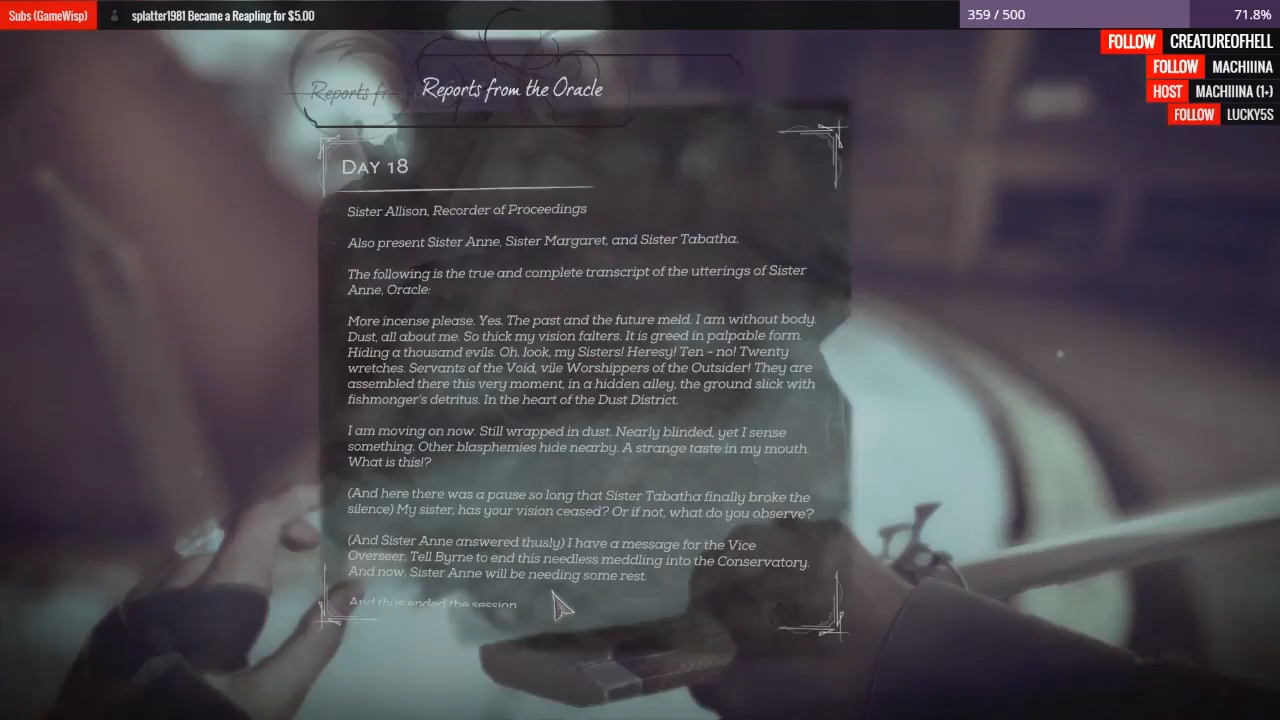 Subs (GameWisp) splatter1981 Became a Reapling for $5.00
359 / 500 71.8%
FOLLOW CREATUREOFHELL
FOLLOW MACHIIINA
HOST MACHIIINA (1+)
FOLLOW LUCKY5S
Reports fr
Reports from the Oracle
Day 18
Sister Allison, Recorder of Proceedings
Also present Sister Anne, Sister Margaret, and Sister Tabatha.
The following is the true and complete transcript of the utterings of Sister
Anne, Oracle:
More incense please. Yes. The past and the future meld. I am without body.
Dust, all about me. So thick my vision falters. It is greed in palpable form.
Hiding a thousand evils. Oh, look, my Sisters! Heresy! Ten - no! Twenty
wretches. Servants of the Void, vile Worshippers of the Outsider! They are
assembled there this very moment, in a hidden alley, the ground slick with
fishmonger's detritus. In the heart of the Dust District.
I am moving on now. Still wrapped in dust. Nearly blinded, yet I sense
something. Other blasphemies hide nearby. A strange taste in my mouth.
What is this!?
(And here there was a pause so long that Sister Tabatha finally broke the
silence) My sister, has your vision ceased? Or if not, what do you observe?
(And Sister Anne answered thusly) I have a message for the Vice
Overseer. Tell Byrne to end this needless meddling into the Conservatory.
And now, Sister Anne will be needing some rest.
And thus ended the session